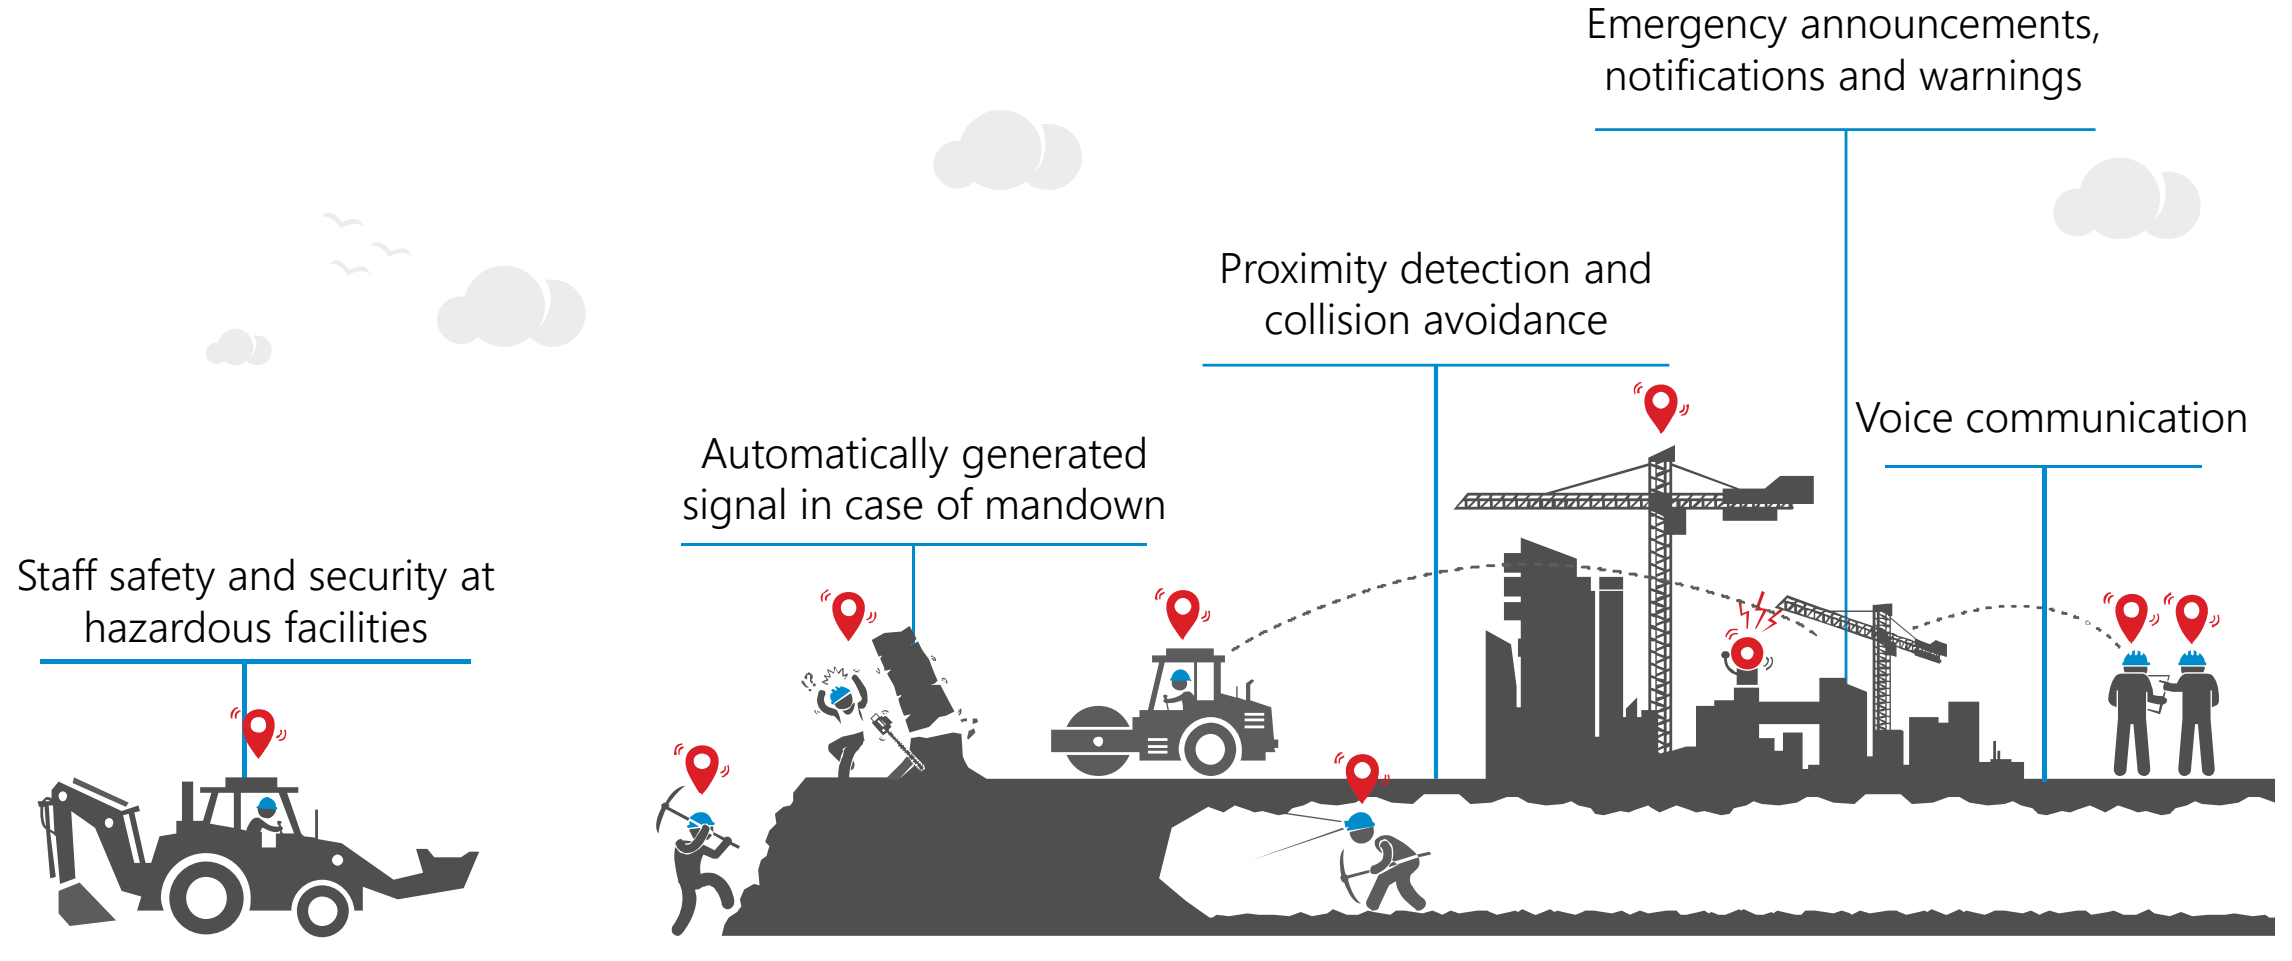 Emergency announcements,
notifications and warnings
Proximity detection and
collision avoidance
Voice communication
Automatically generated
signal in case of mandown
Staff safety and security at
hazardous facilities
!?